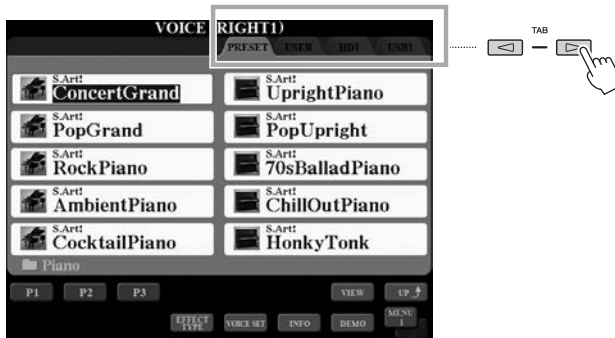 VOICE (RIGHT1)
PRESET USER HD1 USB1
TAB
S.Art!
ConcertGrand
S.Art!
UprightPiano
S.Art!
PopGrand
S.Art!
PopUpright
S.Art!
RockPiano
S.Art!
70sBalladPiano
S.Art!
AmbientPiano
S.Art!
ChillOutPiano
S.Art!
CocktailPiano
S.Art!
HonkyTonk
Piano
P1 P2 P3 VIEW UP
EFFECT TYPE VOICE SET INFO DEMO MENU 1